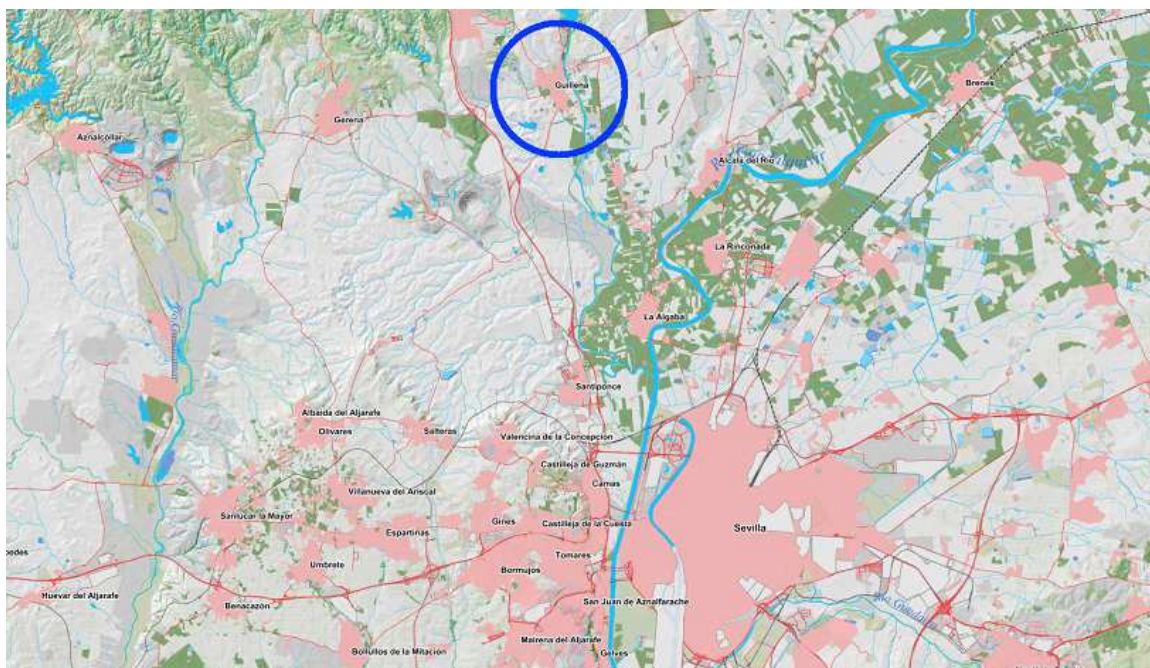 Guillena
Brenes
Gerena
Aznalcóllar
Alcalá del Río
La Rinconada
La Algaba
Santiponce
Albaida del Aljarafe
Olivares
Salteras
Valencina de la Concepción
Castilleja de Guzmán
Camas
Villanueva del Ariscal
Sanlúcar la Mayor
Gines
Castilleja de la Cuesta
Espartinas
Sevilla
Tomares
Umbrete
Bormujos
Huévar del Aljarafe
Benacazón
San Juan de Aznalfarache
Mairena del Aljarafe
Bollullos de la Mitación
Gelves